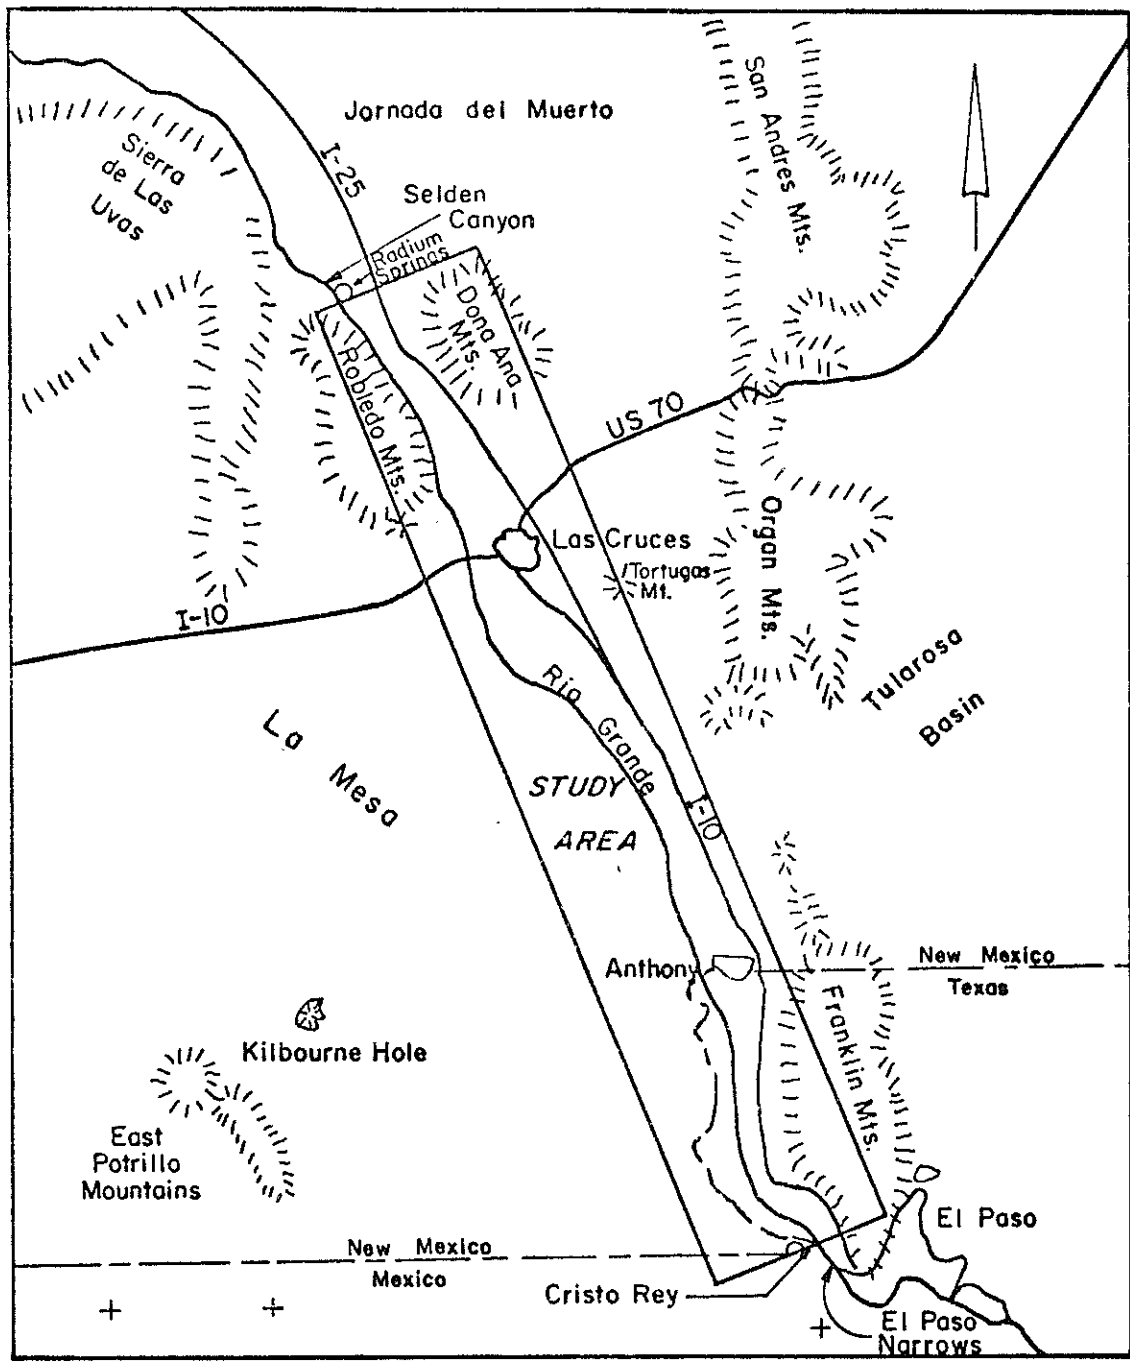 San Andres Mts.
Jornada del Muerto
Sierra
de Las
Uvas
I-25
Selden
Canyon
Radium
Springs
Dona Ana
Mts.
Robledo Mts.
US 70
Las Cruces
Tortugas
Mt.
Organ Mts.
I-10
Tularosa
Basin
La Mesa
Rio Grande
STUDY
AREA
I-10
Anthony
New Mexico
Texas
Franklin Mts.
Kilbourne Hole
East
Potrillo
Mountains
El Paso
New Mexico
Mexico
Cristo Rey
El Paso
Narrows